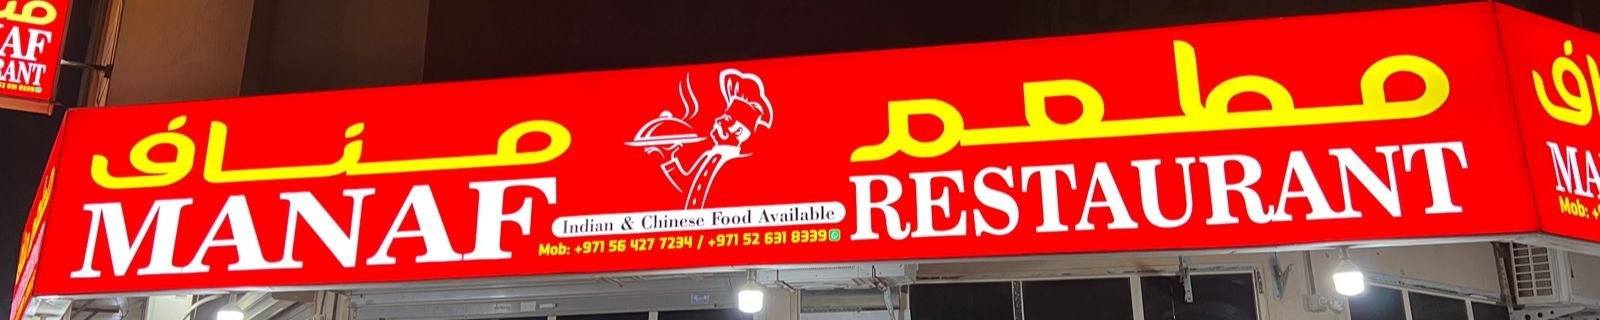 مطعم مناف
MANAF RESTAURANT
Indian & Chinese Food Available
Mob: +971 56 427 7234 / +971 52 631 8339